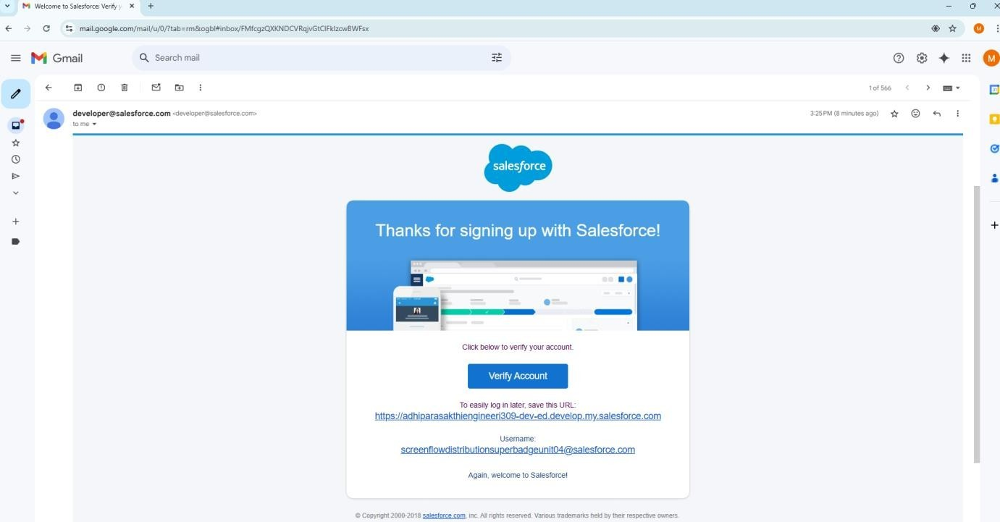 Welcome to Salesforce: Verify y
mail.google.com/mail/u/0/?tab=rm&ogbl#inbox/FMfcgzQXKNDCVRqjvGtClFklzcwBWFsx
M
Gmail
Search mail
M
1 of 566
developer@salesforce.com <developer@salesforce.com>
3:25 PM (8 minutes ago)
to me
salesforce
Thanks for signing up with Salesforce!
Click below to verify your account.
Verify Account
To easily log in later, save this URL:
https://adhiparasakthiengineeri309-dev-ed.develop.my.salesforce.com
Username:
screenflowdistributionsuperbadgeunit04@salesforce.com
Again, welcome to Salesforce!
© Copyright 2000-2018 salesforce.com, inc. All rights reserved. Various trademarks held by their respective owners.